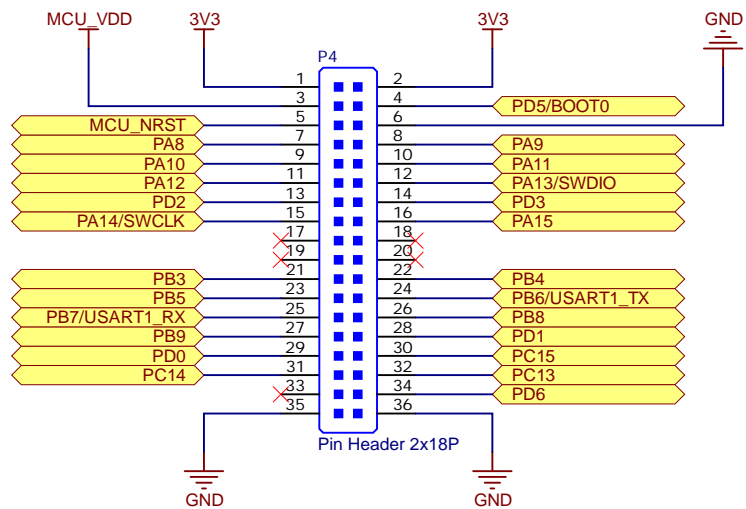 MCU_VDD 3V3 3V3 GND
P4
1 2
3 4 PD5/BOOT0
MCU_NRST 5 6
PA8 7 8 PA9
PA10 9 10 PA11
PA12 11 12 PA13/SWDIO
PD2 13 14 PD3
PA14/SWCLK 15 16 PA15
17 18
19 20
PB3 21 22 PB4
PB5 23 24 PB6/USART1_TX
PB7/USART1_RX 25 26 PB8
PB9 27 28 PD1
PD0 29 30 PC15
PC14 31 32 PC13
33 34 PD6
35 36
Pin Header 2x18P
GND GND